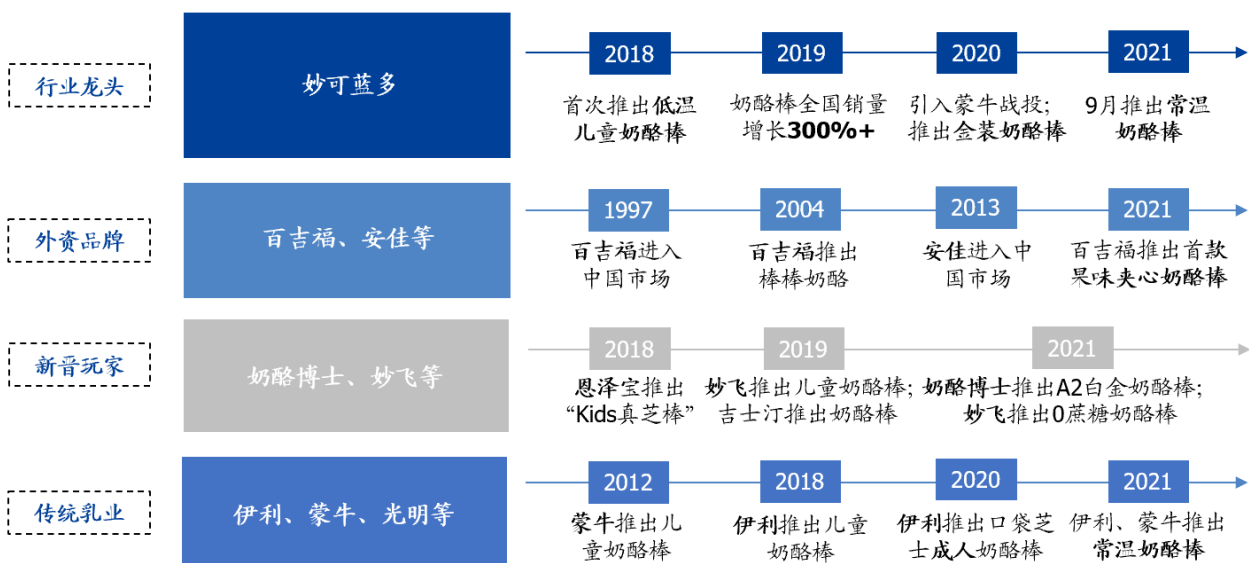 行业龙头
妙可蓝多
2018
2019
2020
2021
首次推出低温
儿童奶酪棒
奶酪棒全国销量
增长300%+
引入蒙牛战投;
推出金装奶酪棒
9月推出常温
奶酪棒
外资品牌
百吉福、安佳等
1997
2004
2013
2021
百吉福进入
中国市场
百吉福推出
棒棒奶酪
安佳进入中
国市场
百吉福推出首款
果味夹心奶酪棒
新晋玩家
奶酪博士、妙飞等
2018
2019
2021
恩泽宝推出
“Kids真芝棒”
妙飞推出儿童奶酪棒;
吉士汀推出奶酪棒
奶酪博士推出A2白金奶酪棒;
妙飞推出0蔗糖奶酪棒
传统乳业
伊利、蒙牛、光明等
2012
2018
2020
2021
蒙牛推出儿
童奶酪棒
伊利推出儿童
奶酪棒
伊利推出口袋芝
士成人奶酪棒
伊利、蒙牛推出
常温奶酪棒